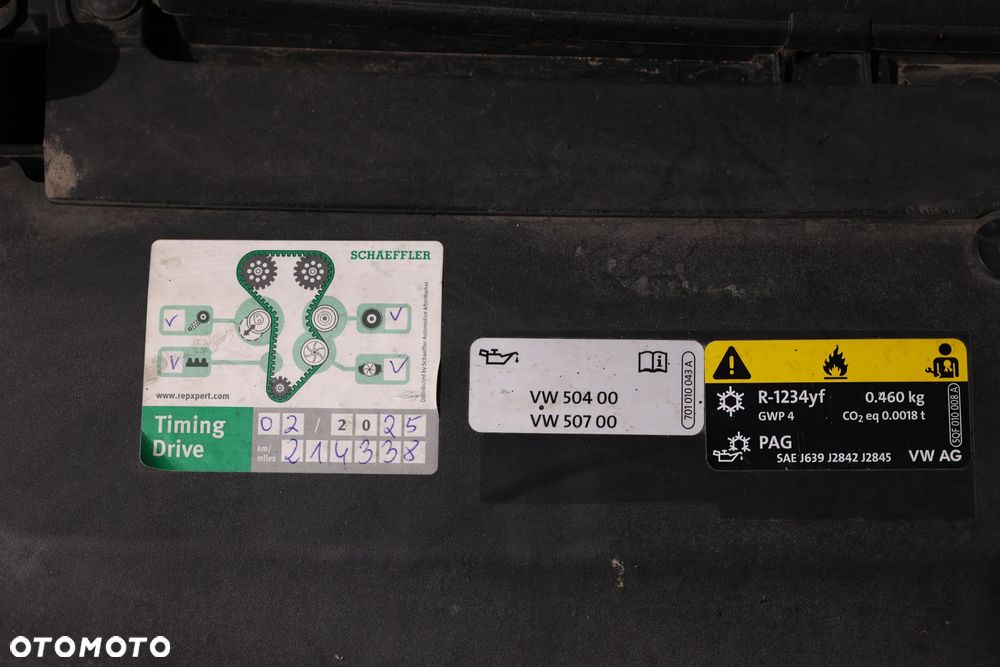 SCHAEFFLER
Distributed by Schaeffler Automotive Aftermarket
www.repxpert.com
Timing
Drive
02 / 2025
km/
miles
214338
VW 504 00
VW 507 00
701 010 043 A
R-1234yf 0.460 kg
GWP 4 CO₂ eq 0.0018 t
PAG
SAE J639 J2842 J2845 VW AG
5QF 010 008 A
OTOMOTO